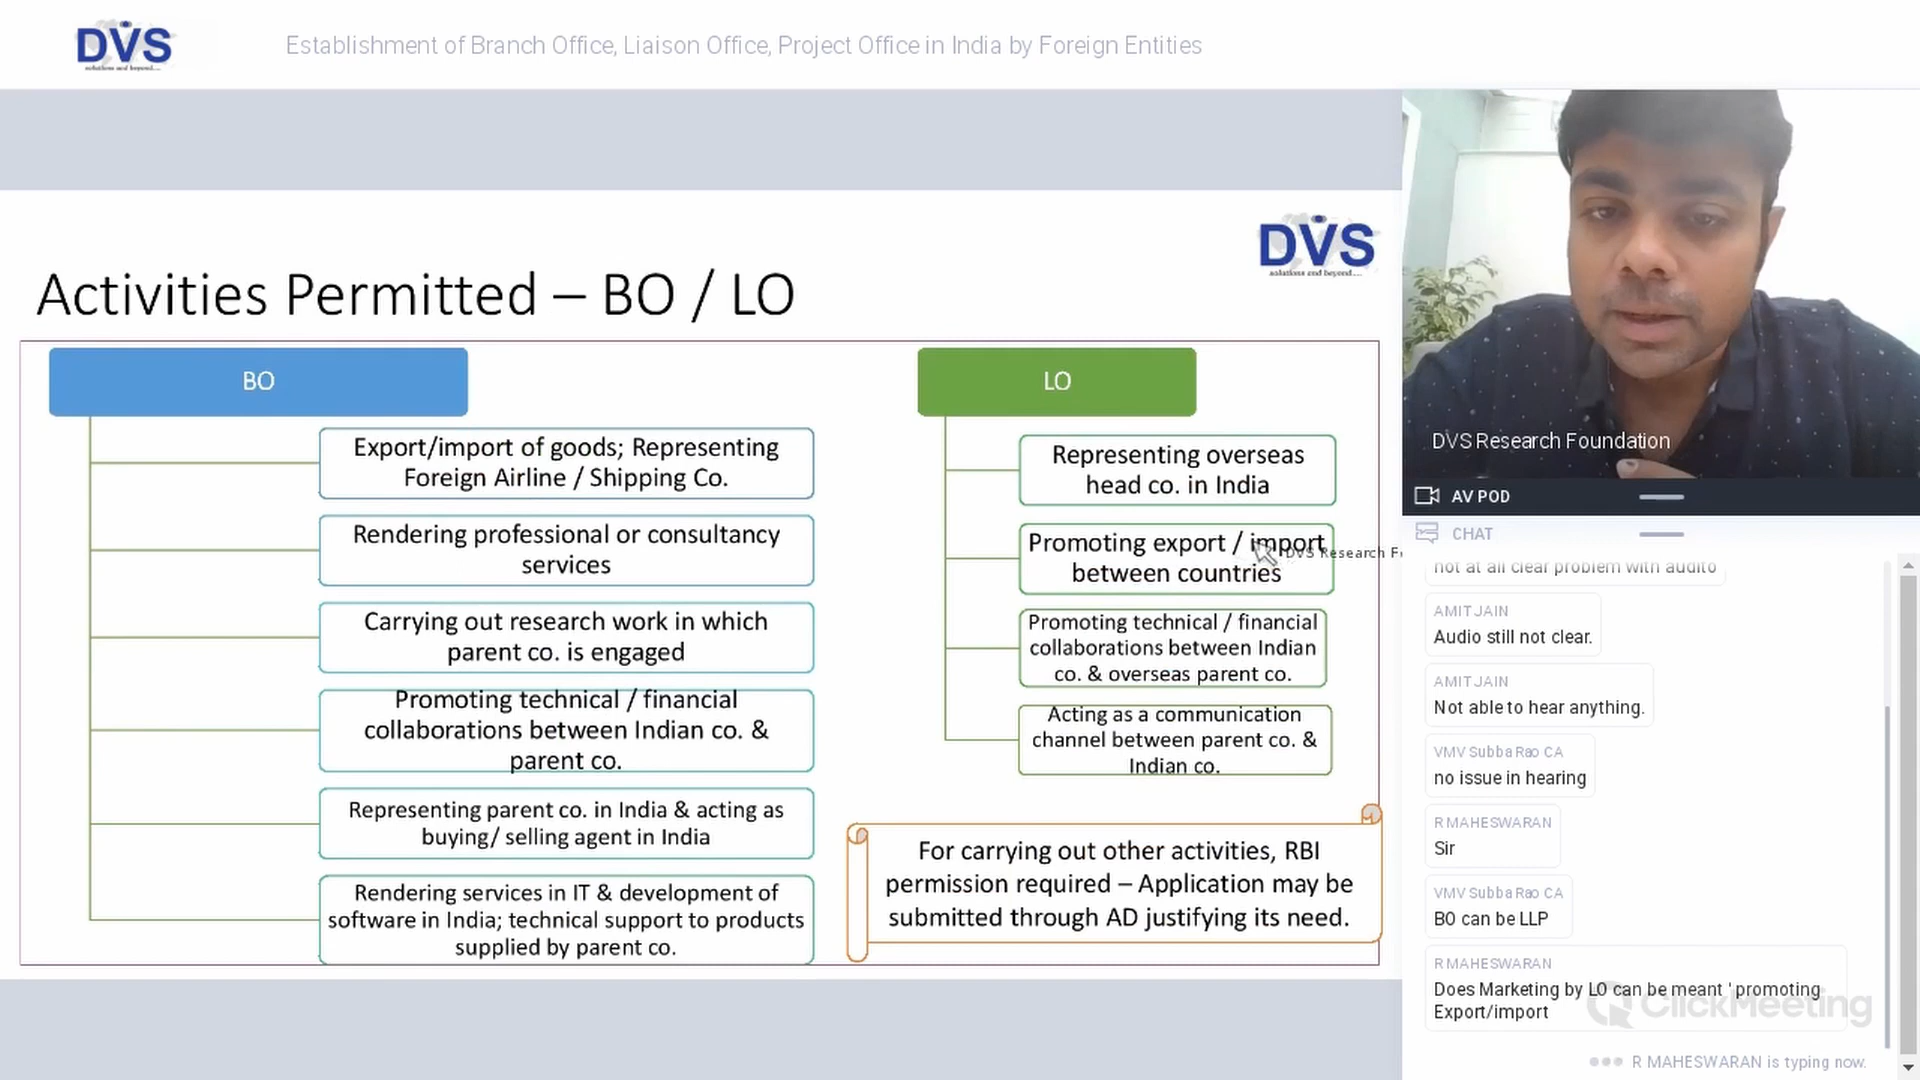 DVS
solutions and beyond....
Establishment of Branch Office, Liaison Office, Project Office in India by Foreign Entities
DVS
solutions and beyond....
Activities Permitted – BO / LO
BO
Export/import of goods; Representing
Foreign Airline / Shipping Co.
Rendering professional or consultancy
services
Carrying out research work in which
parent co. is engaged
Promoting technical / financial
collaborations between Indian co. &
parent co.
Representing parent co. in India & acting as
buying/ selling agent in India
Rendering services in IT & development of
software in India; technical support to products
supplied by parent co.
LO
Representing overseas
head co. in India
Promoting export / import
between countries
DVS Research F
Promoting technical / financial
collaborations between Indian
co. & overseas parent co.
Acting as a communication
channel between parent co. &
Indian co.
For carrying out other activities, RBI
permission required – Application may be
submitted through AD justifying its need.
DVS Research Foundation
AV POD
CHAT
not at all clear problem with audito
AMIT JAIN
Audio still not clear.
AMIT JAIN
Not able to hear anything.
VMV Subba Rao CA
no issue in hearing
R MAHESWARAN
Sir
VMV Subba Rao CA
BO can be LLP
R MAHESWARAN
Does Marketing by LO can be meant ' promoting
Export/import
ClickMeeting
R MAHESWARAN is typing now.